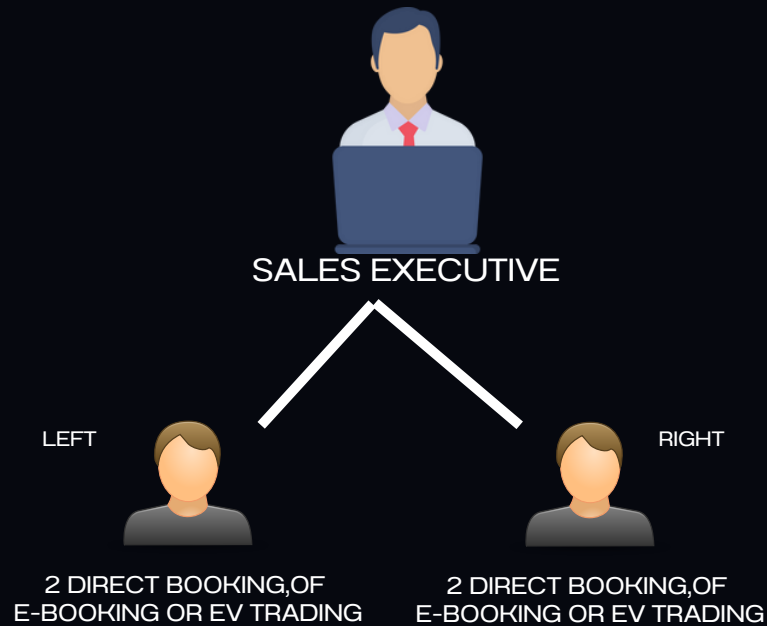 SALES EXECUTIVE
LEFT
RIGHT
2 DIRECT BOOKING,OF
E-BOOKING OR EV TRADING
2 DIRECT BOOKING,OF
E-BOOKING OR EV TRADING